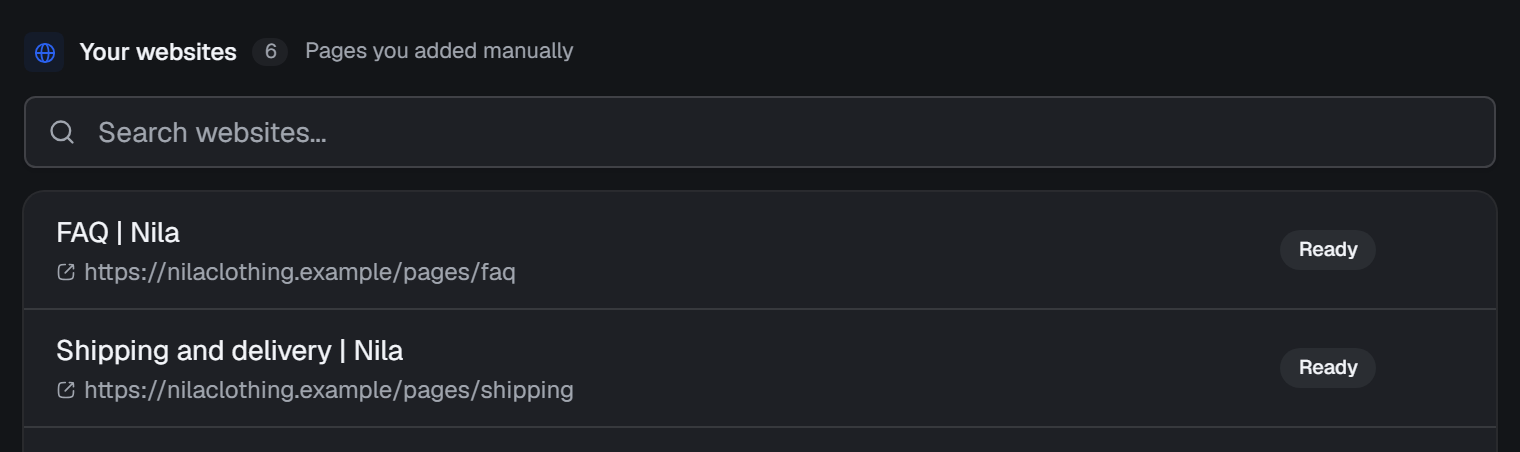 Your websites 6 Pages you added manually
Search websites...
FAQ | Nila
https://nilaclothing.example/pages/faq
Ready
Shipping and delivery | Nila
https://nilaclothing.example/pages/shipping
Ready